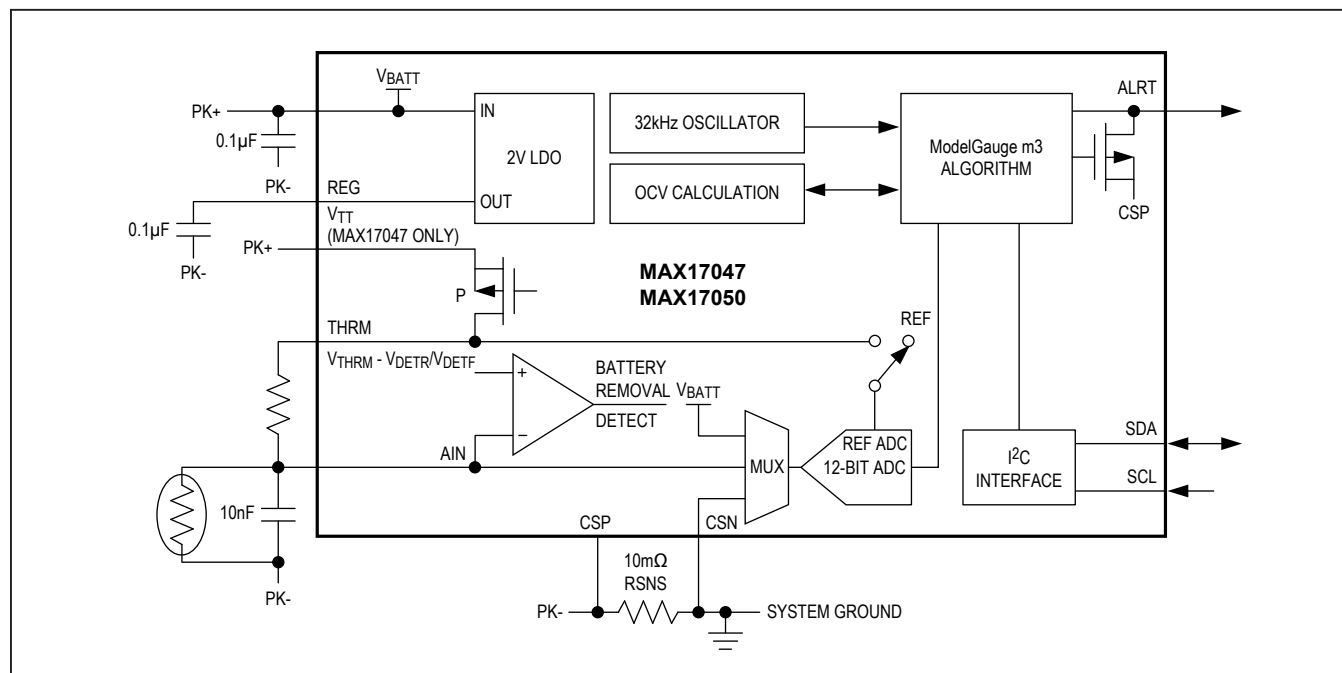 VBATT
PK+
0.1µF
PK-
IN
2V LDO
OUT
32kHz OSCILLATOR
OCV CALCULATION
ModelGauge m3
ALGORITHM
ALRT
CSP
REG
0.1µF
PK-
VTT
(MAX17047 ONLY)
PK+
P
MAX17047
MAX17050
THRM
REF
VTHRM - VDETR/VDETF
+
−
BATTERY
REMOVAL
DETECT
VBATT
AIN
MUX
REF ADC
12-BIT ADC
I2C
INTERFACE
SDA
SCL
10nF
PK-
CSP
CSN
10mΩ
RSNS
PK-
SYSTEM GROUND